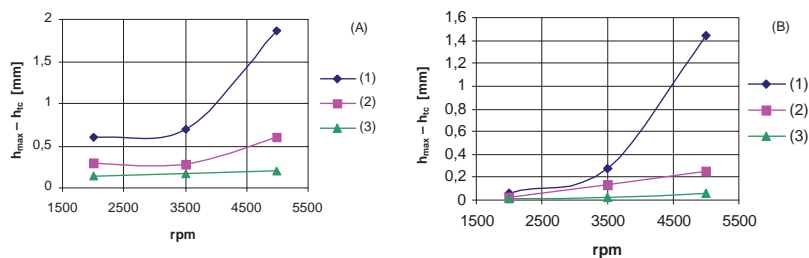 (A)
h_max – h_tc [mm]
2
1,5
1
0,5
0
1500 2500 3500 4500 5500
rpm
(1)
(2)
(3)
(B)
h_max – h_tc [mm]
1,6
1,4
1,2
1
0,8
0,6
0,4
0,2
0
1500 2500 3500 4500 5500
rpm
(1)
(2)
(3)